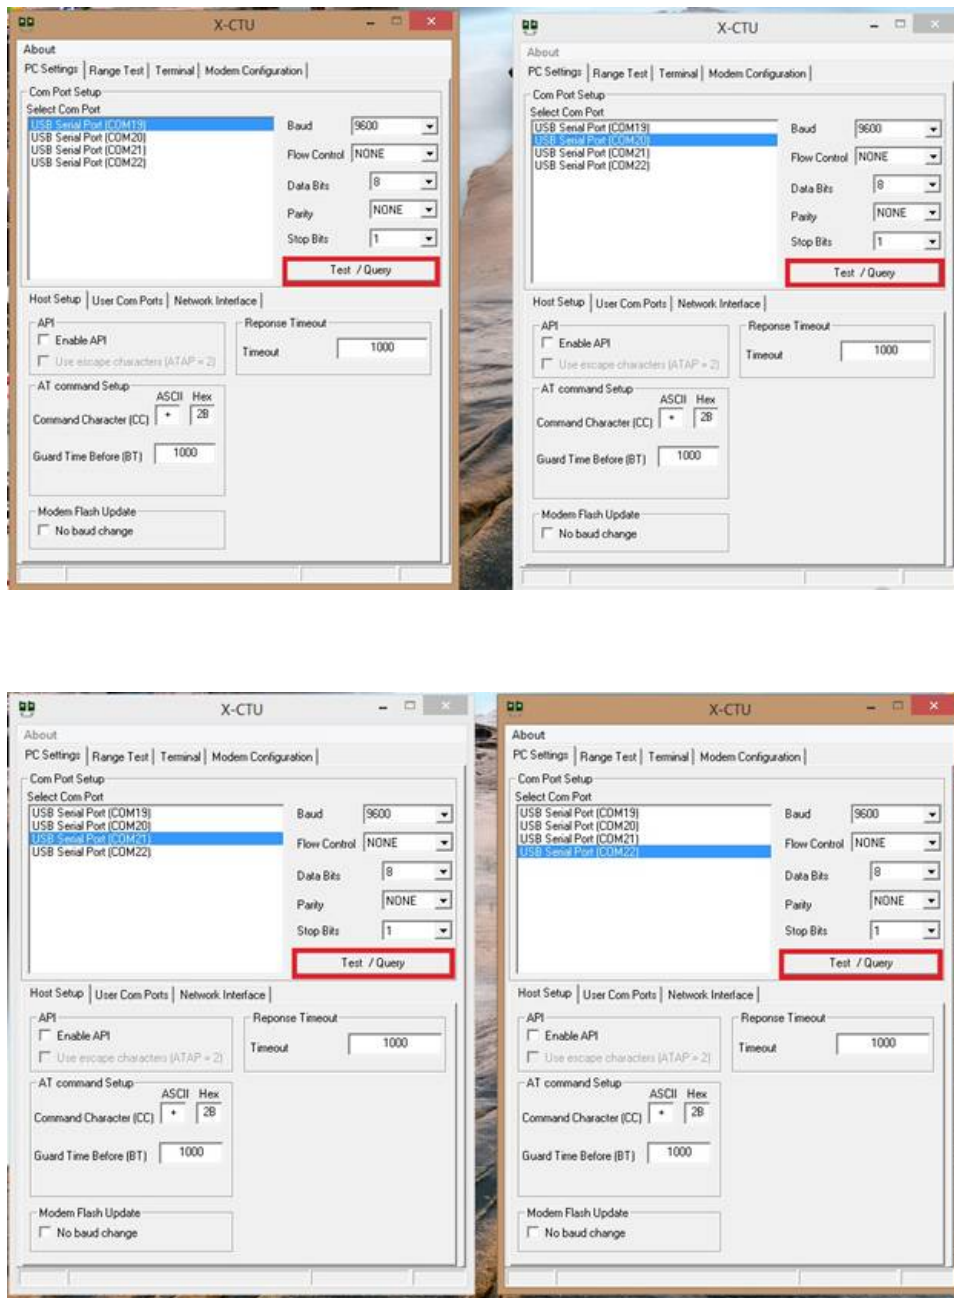 X-CTU
About
PC Settings Range Test Terminal Modem Configuration
Com Port Setup
Select Com Port
USB Serial Port (COM19)
USB Serial Port (COM20)
USB Serial Port (COM21)
USB Serial Port (COM22)
Baud 9600
Flow Control NONE
Data Bits 8
Parity NONE
Stop Bits 1
Test / Query
Host Setup User Com Ports Network Interface
API
Enable API
Use escape characters (ATAP = 2)
Reponse Timeout
Timeout 1000
AT command Setup
ASCII Hex
Command Character (CC) + 2B
Guard Time Before (BT) 1000
Modem Flash Update
No baud change
X-CTU
About
PC Settings Range Test Terminal Modem Configuration
Com Port Setup
Select Com Port
USB Serial Port (COM19)
USB Serial Port (COM20)
USB Serial Port (COM21)
USB Serial Port (COM22)
Baud 9600
Flow Control NONE
Data Bits 8
Parity NONE
Stop Bits 1
Test / Query
Host Setup User Com Ports Network Interface
API
Enable API
Use escape characters (ATAP = 2)
Reponse Timeout
Timeout 1000
AT command Setup
ASCII Hex
Command Character (CC) + 2B
Guard Time Before (BT) 1000
Modem Flash Update
No baud change
X-CTU
About
PC Settings Range Test Terminal Modem Configuration
Com Port Setup
Select Com Port
USB Serial Port (COM19)
USB Serial Port (COM20)
USB Serial Port (COM21)
USB Serial Port (COM22)
Baud 9600
Flow Control NONE
Data Bits 8
Parity NONE
Stop Bits 1
Test / Query
Host Setup User Com Ports Network Interface
API
Enable API
Use escape characters (ATAP = 2)
Reponse Timeout
Timeout 1000
AT command Setup
ASCII Hex
Command Character (CC) + 2B
Guard Time Before (BT) 1000
Modem Flash Update
No baud change
X-CTU
About
PC Settings Range Test Terminal Modem Configuration
Com Port Setup
Select Com Port
USB Serial Port (COM19)
USB Serial Port (COM20)
USB Serial Port (COM21)
USB Serial Port (COM22)
Baud 9600
Flow Control NONE
Data Bits 8
Parity NONE
Stop Bits 1
Test / Query
Host Setup User Com Ports Network Interface
API
Enable API
Use escape characters (ATAP = 2)
Reponse Timeout
Timeout 1000
AT command Setup
ASCII Hex
Command Character (CC) + 2B
Guard Time Before (BT) 1000
Modem Flash Update
No baud change